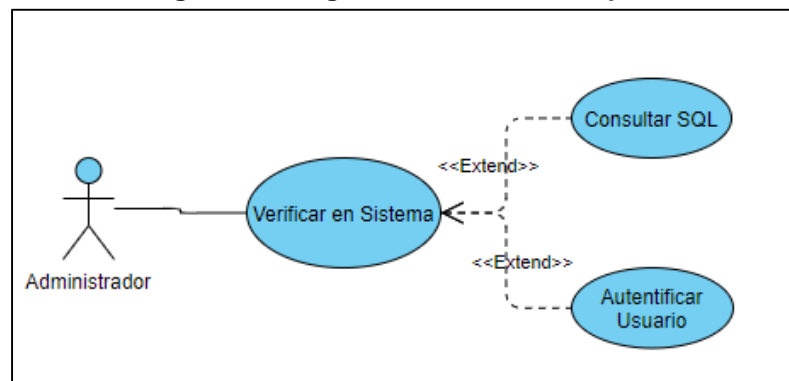 Consultar SQL
<<Extend>>
Verificar en Sistema
<<Extend>>
Administrador
Autentificar
Usuario